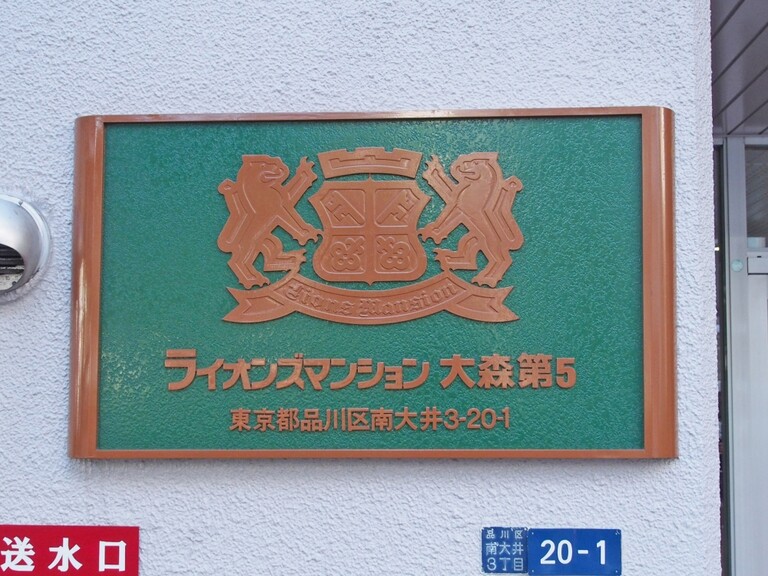 Lions Mansion
ライオンズマンション 大森第5
東京都品川区南大井3-20-1
送水口
品川区
南大井
3丁目
20-1